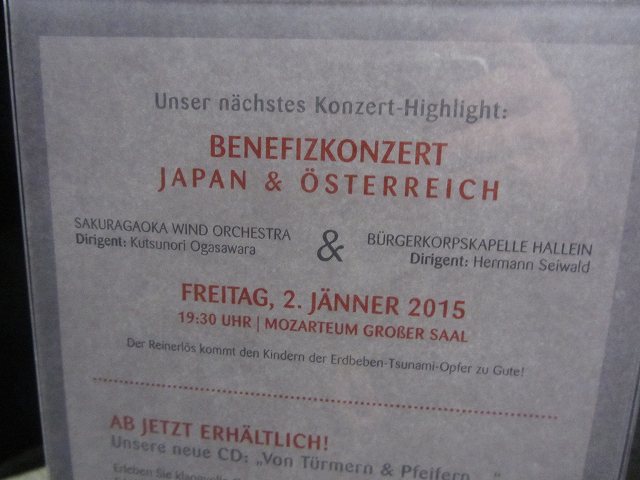 Unser nächstes Konzert-Highlight:
BENEFIZKONZERT
JAPAN & ÖSTERREICH
SAKURAGAOKA WIND ORCHESTRA
Dirigent: Kutsunori Ogasawara
&
BÜRGERKORPSKAPELLE HALLEIN
Dirigent: Hermann Seiwald
FREITAG, 2. JÄNNER 2015
19:30 UHR | MOZARTEUM GROßER SAAL
Der Reinerlös kommt den Kindern der Erdbeben-Tsunami-Opfer zu Gute!
AB JETZT ERHÄLTLICH!
Unsere neue CD: „Von Türmern & Pfeifern ..."
Erleben Sie